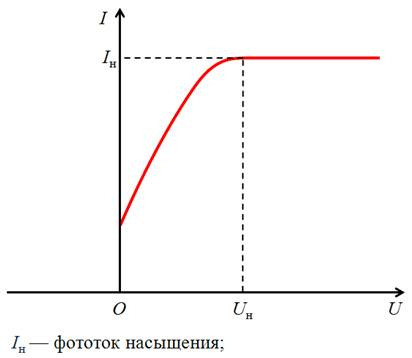 I
Iн
O
Uн
U
Iн — фототок насыщения;